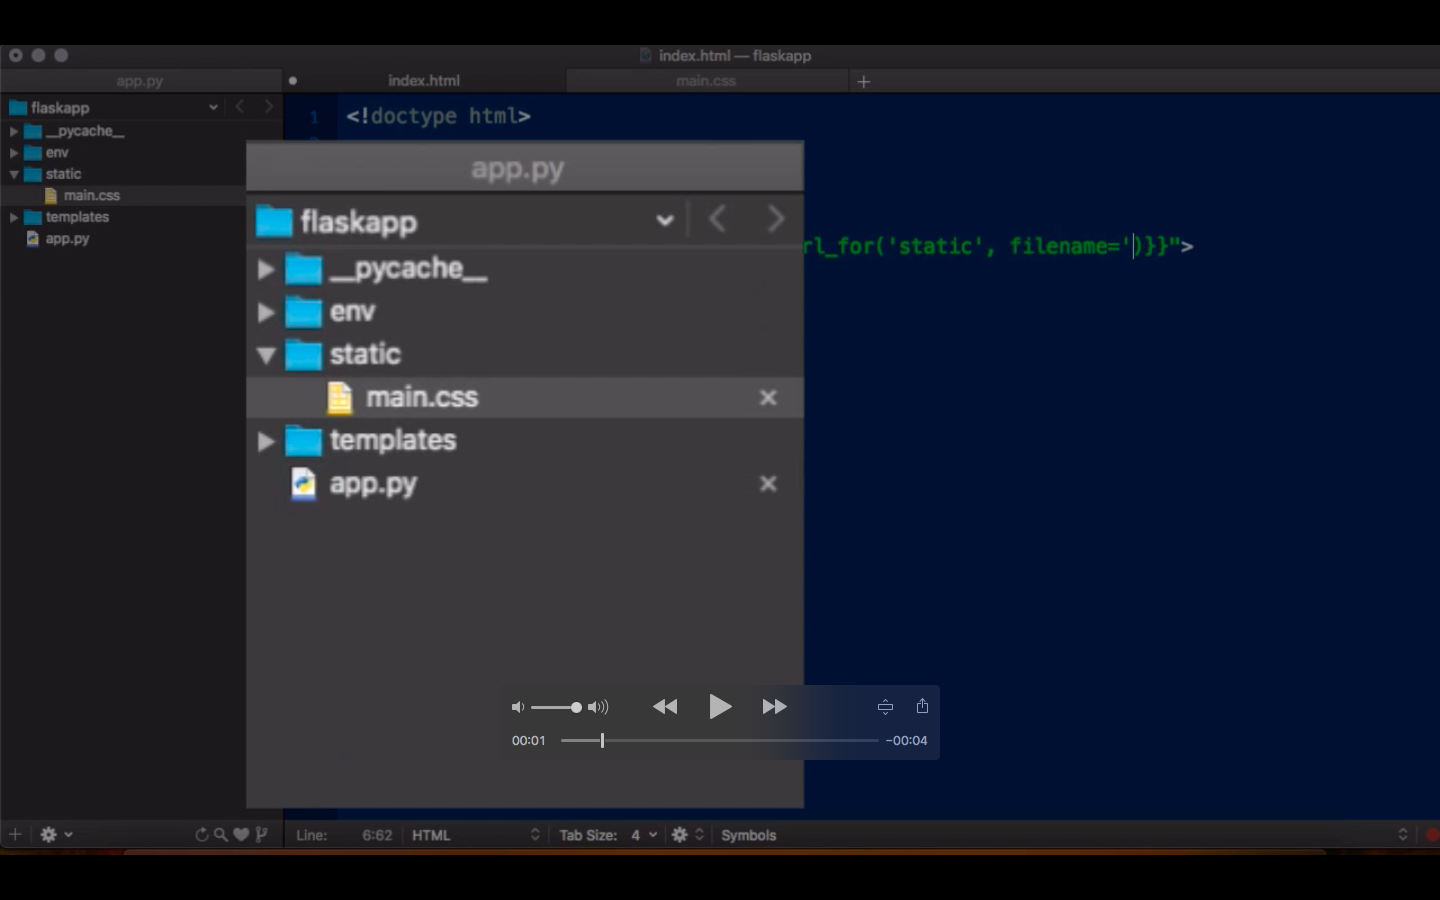 index.html — flaskapp
app.py
index.html
main.css
flaskapp
__pycache__
env
static
main.css
templates
app.py
1
<!doctype html>
rl_for('static', filename=')}}">
app.py
flaskapp
__pycache__
env
static
main.css
templates
app.py
00:01
-00:04
Line: 6:62
HTML
Tab Size: 4
Symbols